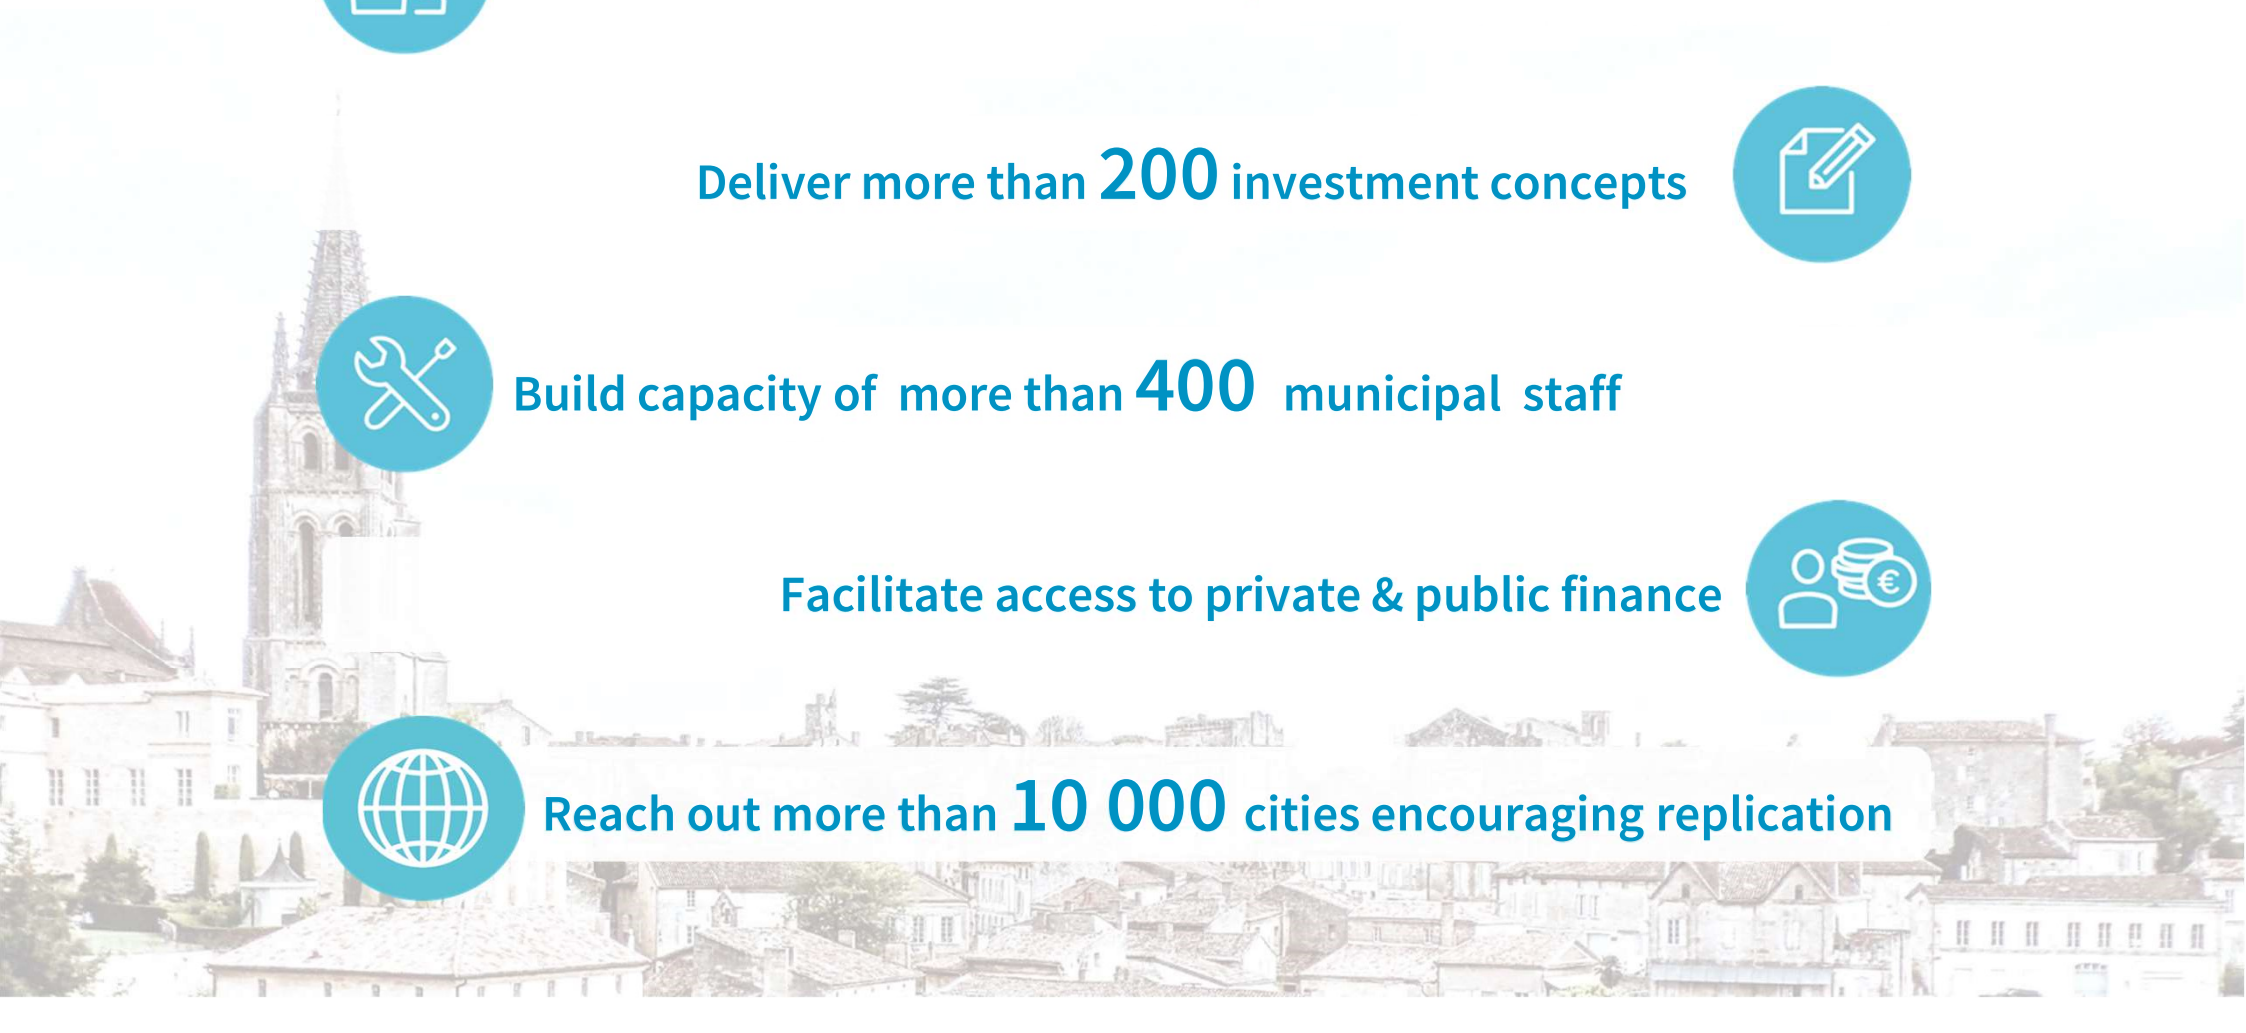 Deliver more than 200 investment concepts
Build capacity of more than 400 municipal staff
Facilitate access to private & public finance
€
Reach out more than 10 000 cities encouraging replication